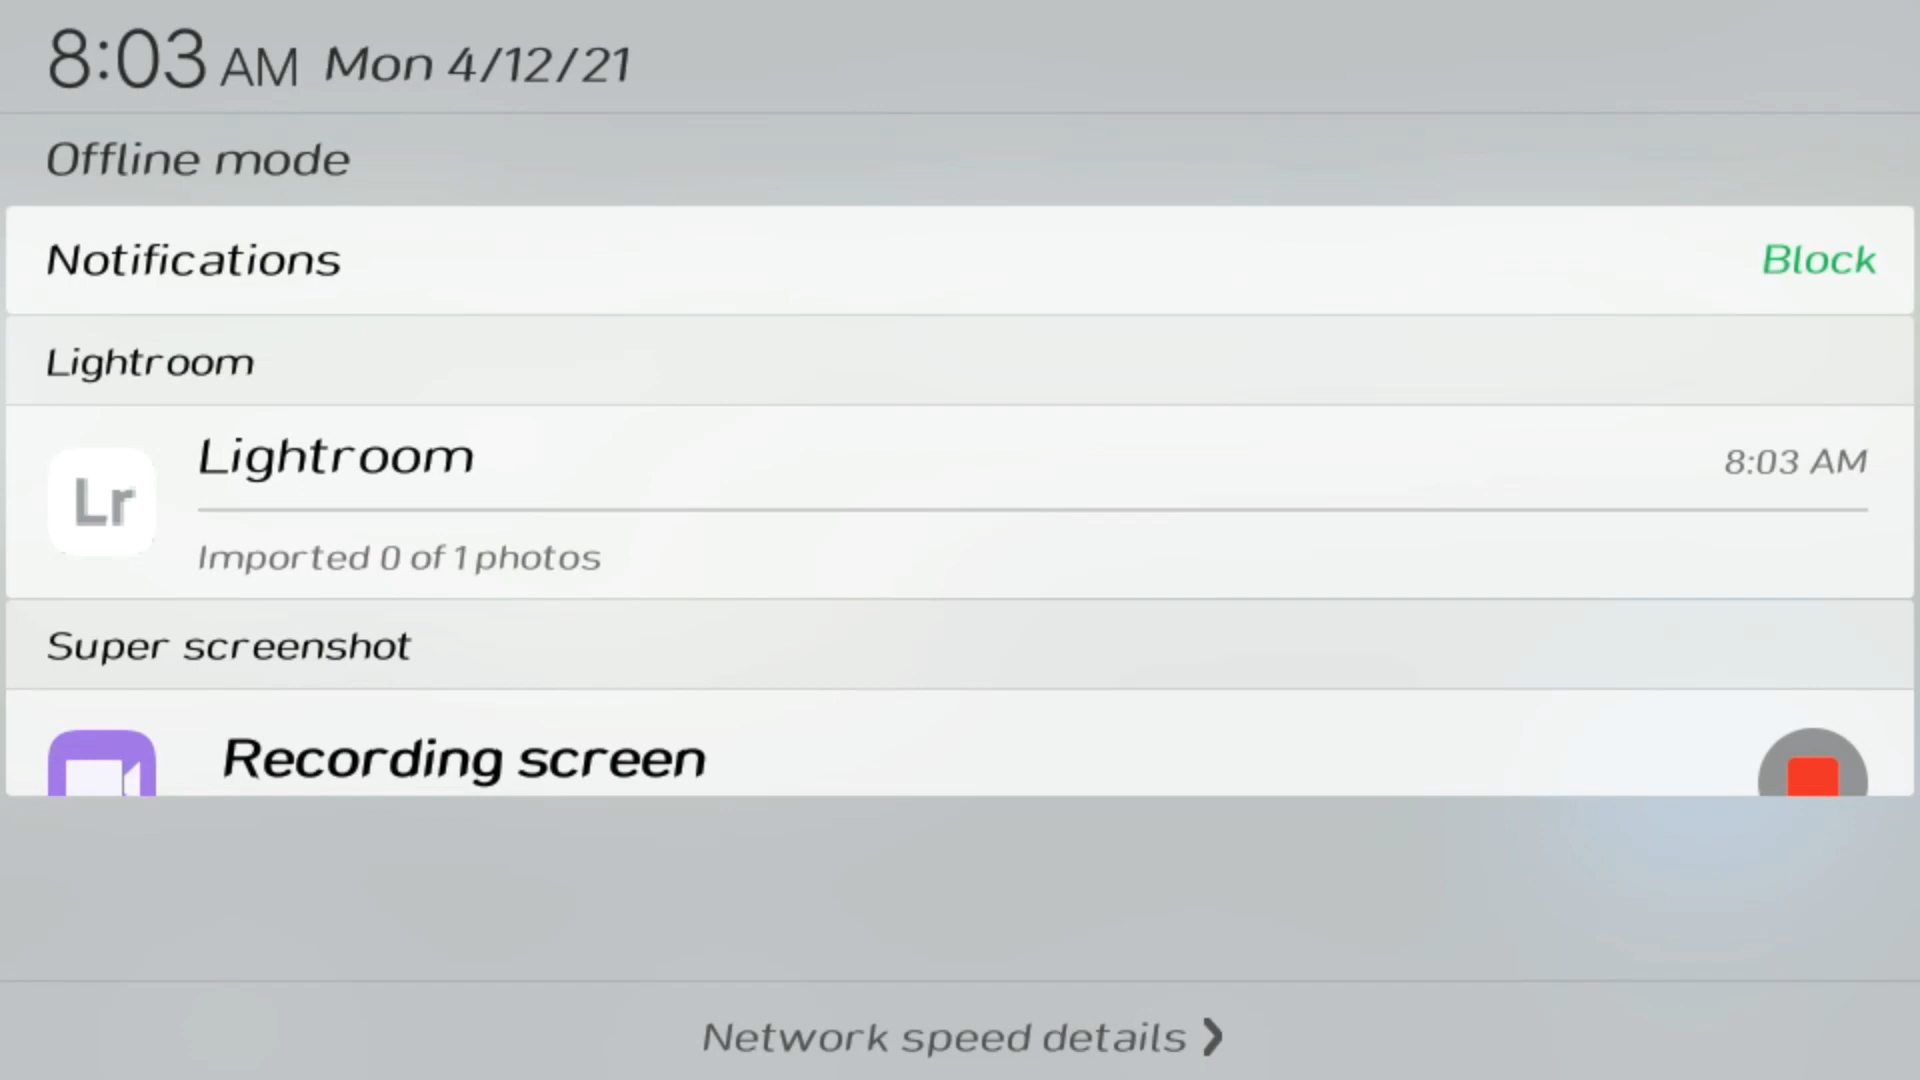 8:03 AM Mon 4/12/21
Offline mode
Notifications Block
Lightroom
Lr Lightroom 8:03 AM
Imported 0 of 1 photos
Super screenshot
Recording screen
Network speed details